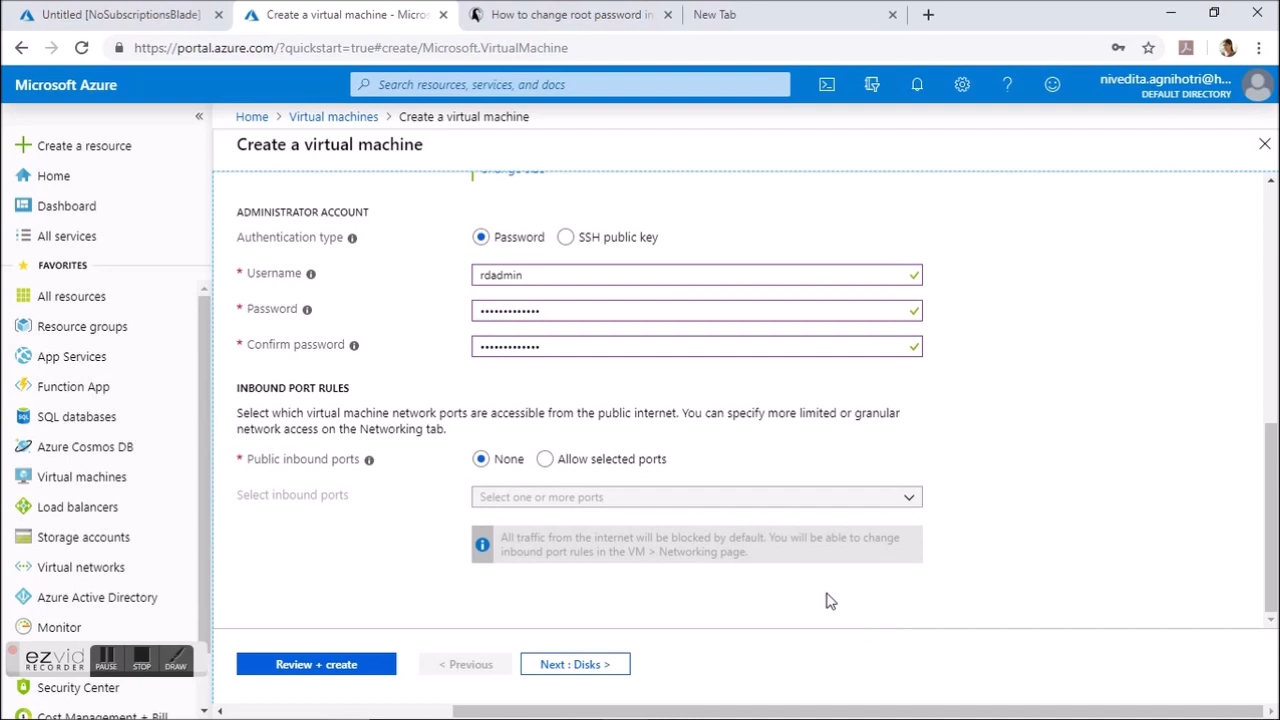 Untitled [NoSubscriptionsBlade]
Create a virtual machine - Micros
How to change root password in
New Tab
https://portal.azure.com/?quickstart=true#create/Microsoft.VirtualMachine
Microsoft Azure
Search resources, services, and docs
nivedita.agnihotri@h...
DEFAULT DIRECTORY
Create a resource
Home
Dashboard
All services
FAVORITES
All resources
Resource groups
App Services
Function App
SQL databases
Azure Cosmos DB
Virtual machines
Load balancers
Storage accounts
Virtual networks
Azure Active Directory
Monitor
ezvid
RECORDER
PAUSE
STOP
DRAW
Security Center
Cost Management + Bill
Home
Virtual machines
Create a virtual machine
Create a virtual machine
Change size
ADMINISTRATOR ACCOUNT
Authentication type
Password
SSH public key
* Username
rdadmin
* Password
•••••••••••••
* Confirm password
•••••••••••••
INBOUND PORT RULES
Select which virtual machine network ports are accessible from the public internet. You can specify more limited or granular
network access on the Networking tab.
* Public inbound ports
None
Allow selected ports
Select inbound ports
Select one or more ports
All traffic from the internet will be blocked by default. You will be able to change
inbound port rules in the VM > Networking page.
Review + create
< Previous
Next : Disks >